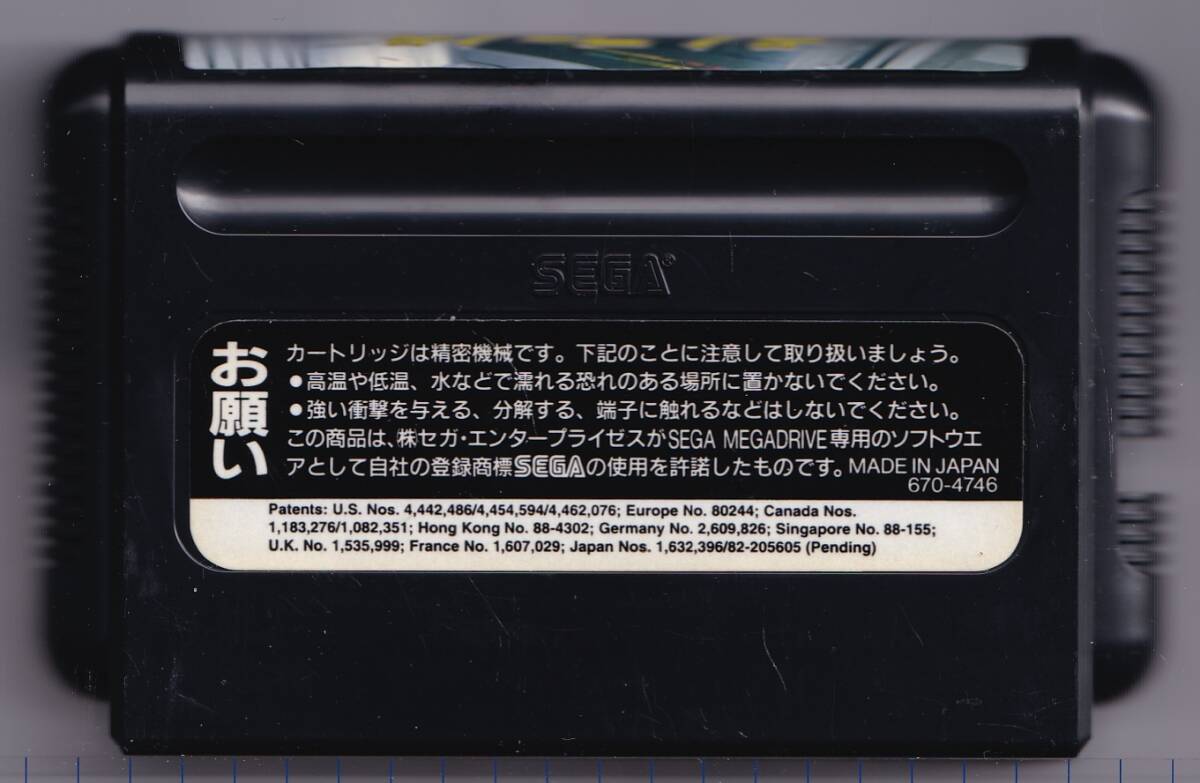 SEGA®
お願い
カートリッジは精密機械です。下記のことに注意して取り扱いましょう。
●高温や低温、水などで濡れる恐れのある場所に置かないでください。
●強い衝撃を与える、分解する、端子に触れるなどはしないでください。
この商品は、㈱セガ・エンタープライゼスがSEGA MEGADRIVE専用のソフトウエ
アとして自社の登録商標SEGAの使用を許諾したものです。MADE IN JAPAN
670-4746
Patents: U.S. Nos. 4,442,486/4,454,594/4,462,076; Europe No. 80244; Canada Nos.
1,183,276/1,082,351; Hong Kong No. 88-4302; Germany No. 2,609,826; Singapore No. 88-155;
U.K. No. 1,535,999; France No. 1,607,029; Japan Nos. 1,632,396/82-205605 (Pending)